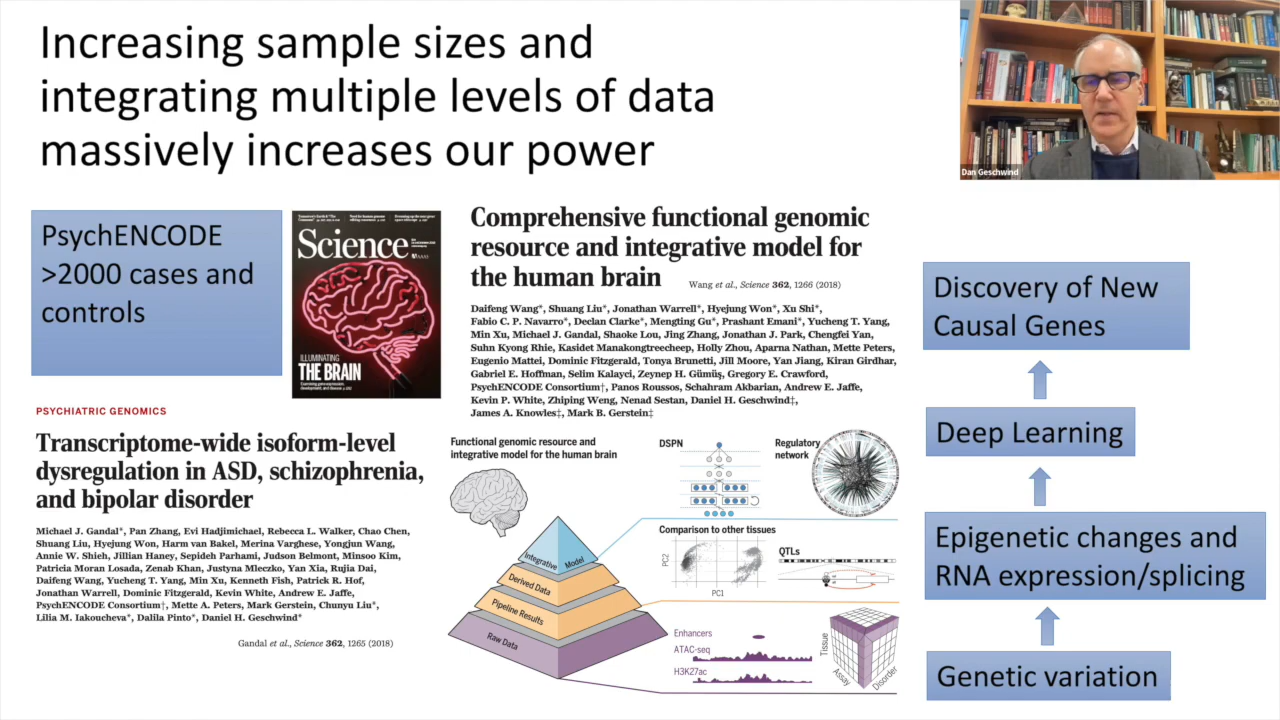 Increasing sample sizes and
integrating multiple levels of data
massively increases our power
Dan Geschwind
PsychENCODE
>2000 cases and
controls
Science
ILLUMINATING
THE BRAIN
Comprehensive functional genomic
resource and integrative model for
the human brain
Wang et al., Science 362, 1266 (2018)
Daifeng Wang*, Shuang Liu*, Jonathan Warrell*, Hyejung Won*, Xu Shi*,
Fabio C. P. Navarro*, Declan Clarke*, Mengting Gu*, Prashant Emani*, Yucheng T. Yang,
Min Xu, Michael J. Gandal, Shaoke Lou, Jing Zhang, Jonathan J. Park, Chengfei Yan,
Suhn Kyong Rhie, Kasidet Manakongtreecheep, Holly Zhou, Aparna Nathan, Mette Peters,
Eugenio Mattei, Dominic Fitzgerald, Tonya Brunetti, Jill Moore, Yan Jiang, Kiran Girdhar,
Gabriel E. Hoffman, Selim Kalayci, Zeynep H. Gümüş, Gregory E. Crawford,
PsychENCODE Consortium†, Panos Roussos, Schahram Akbarian, Andrew E. Jaffe,
Kevin P. White, Zhiping Weng, Nenad Sestan, Daniel H. Geschwind‡,
James A. Knowles‡, Mark B. Gerstein‡
PSYCHIATRIC GENOMICS
Transcriptome-wide isoform-level
dysregulation in ASD, schizophrenia,
and bipolar disorder
Michael J. Gandal*, Pan Zhang, Evi Hadjimichael, Rebecca L. Walker, Chao Chen,
Shuang Liu, Hyejung Won, Harm van Bakel, Merina Varghese, Yongjun Wang,
Annie W. Shieh, Jillian Haney, Sepideh Parhami, Judson Belmont, Minsoo Kim,
Patricia Moran Losada, Zenab Khan, Justyna Mleczko, Yan Xia, Rujia Dai,
Daifeng Wang, Yucheng T. Yang, Min Xu, Kenneth Fish, Patrick R. Hof,
Jonathan Warrell, Dominic Fitzgerald, Kevin White, Andrew E. Jaffe,
PsychENCODE Consortium†, Mette A. Peters, Mark Gerstein, Chunyu Liu*,
Lilia M. Iakoucheva*, Dalila Pinto*, Daniel H. Geschwind*
Gandal et al., Science 362, 1265 (2018)
Functional genomic resource and
integrative model for the human brain
Integrative Model
Derived Data
Pipeline Results
Raw Data
DSPN
Regulatory
network
Comparison to other tissues
PC2
PC1
QTLs
Enhancers
ATAC-seq
H3K27ac
Tissue
Assay
Disorder
Discovery of New
Causal Genes
Deep Learning
Epigenetic changes and
RNA expression/splicing
Genetic variation